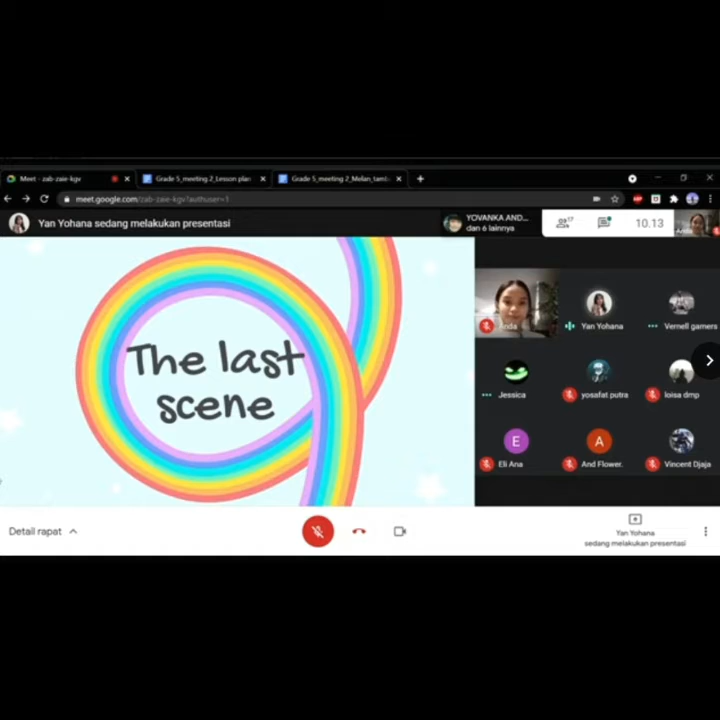 Meet - zab-zaie-kgv
Grade 5_meeting 2_Lesson plan
Grade 5_meeting 2_Melan_tamb
meet.google.com/zab-zaie-kgv?authuser=1
Yan Yohana sedang melakukan presentasi
YOVANKA AND...
dan 6 lainnya
17
10.13
The last
scene
Yan Yohana
Vernell gamers
Jessica
yosafat putra
loisa dmp
E
A
Eli Ana
And Flower.
Vincent Djaja
Detail rapat
Yan Yohana
sedang melakukan presentasi